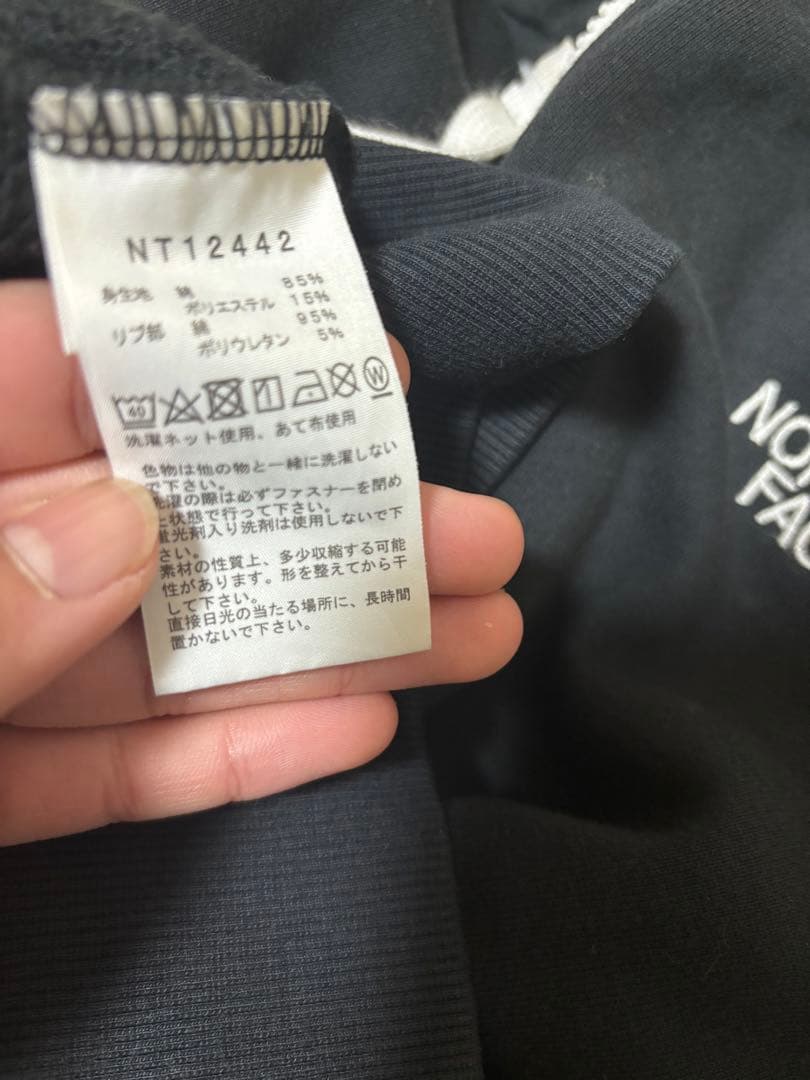 NT12442
身生地 綿 85%
ポリエステル 15%
リブ部 綿 95%
ポリウレタン 5%
40 W
洗濯ネット使用。あて布使用
色物は他の物と一緒に洗濯しない
で下さい。
洗濯の際は必ずファスナーを閉め
た状態で行って下さい。
蛍光剤入り洗剤は使用しないで下
さい。
素材の性質上、多少収縮する可能
性があります。形を整えてから干
して下さい。
直接日光の当たる場所に、長時間
置かないで下さい。
NO
FAC